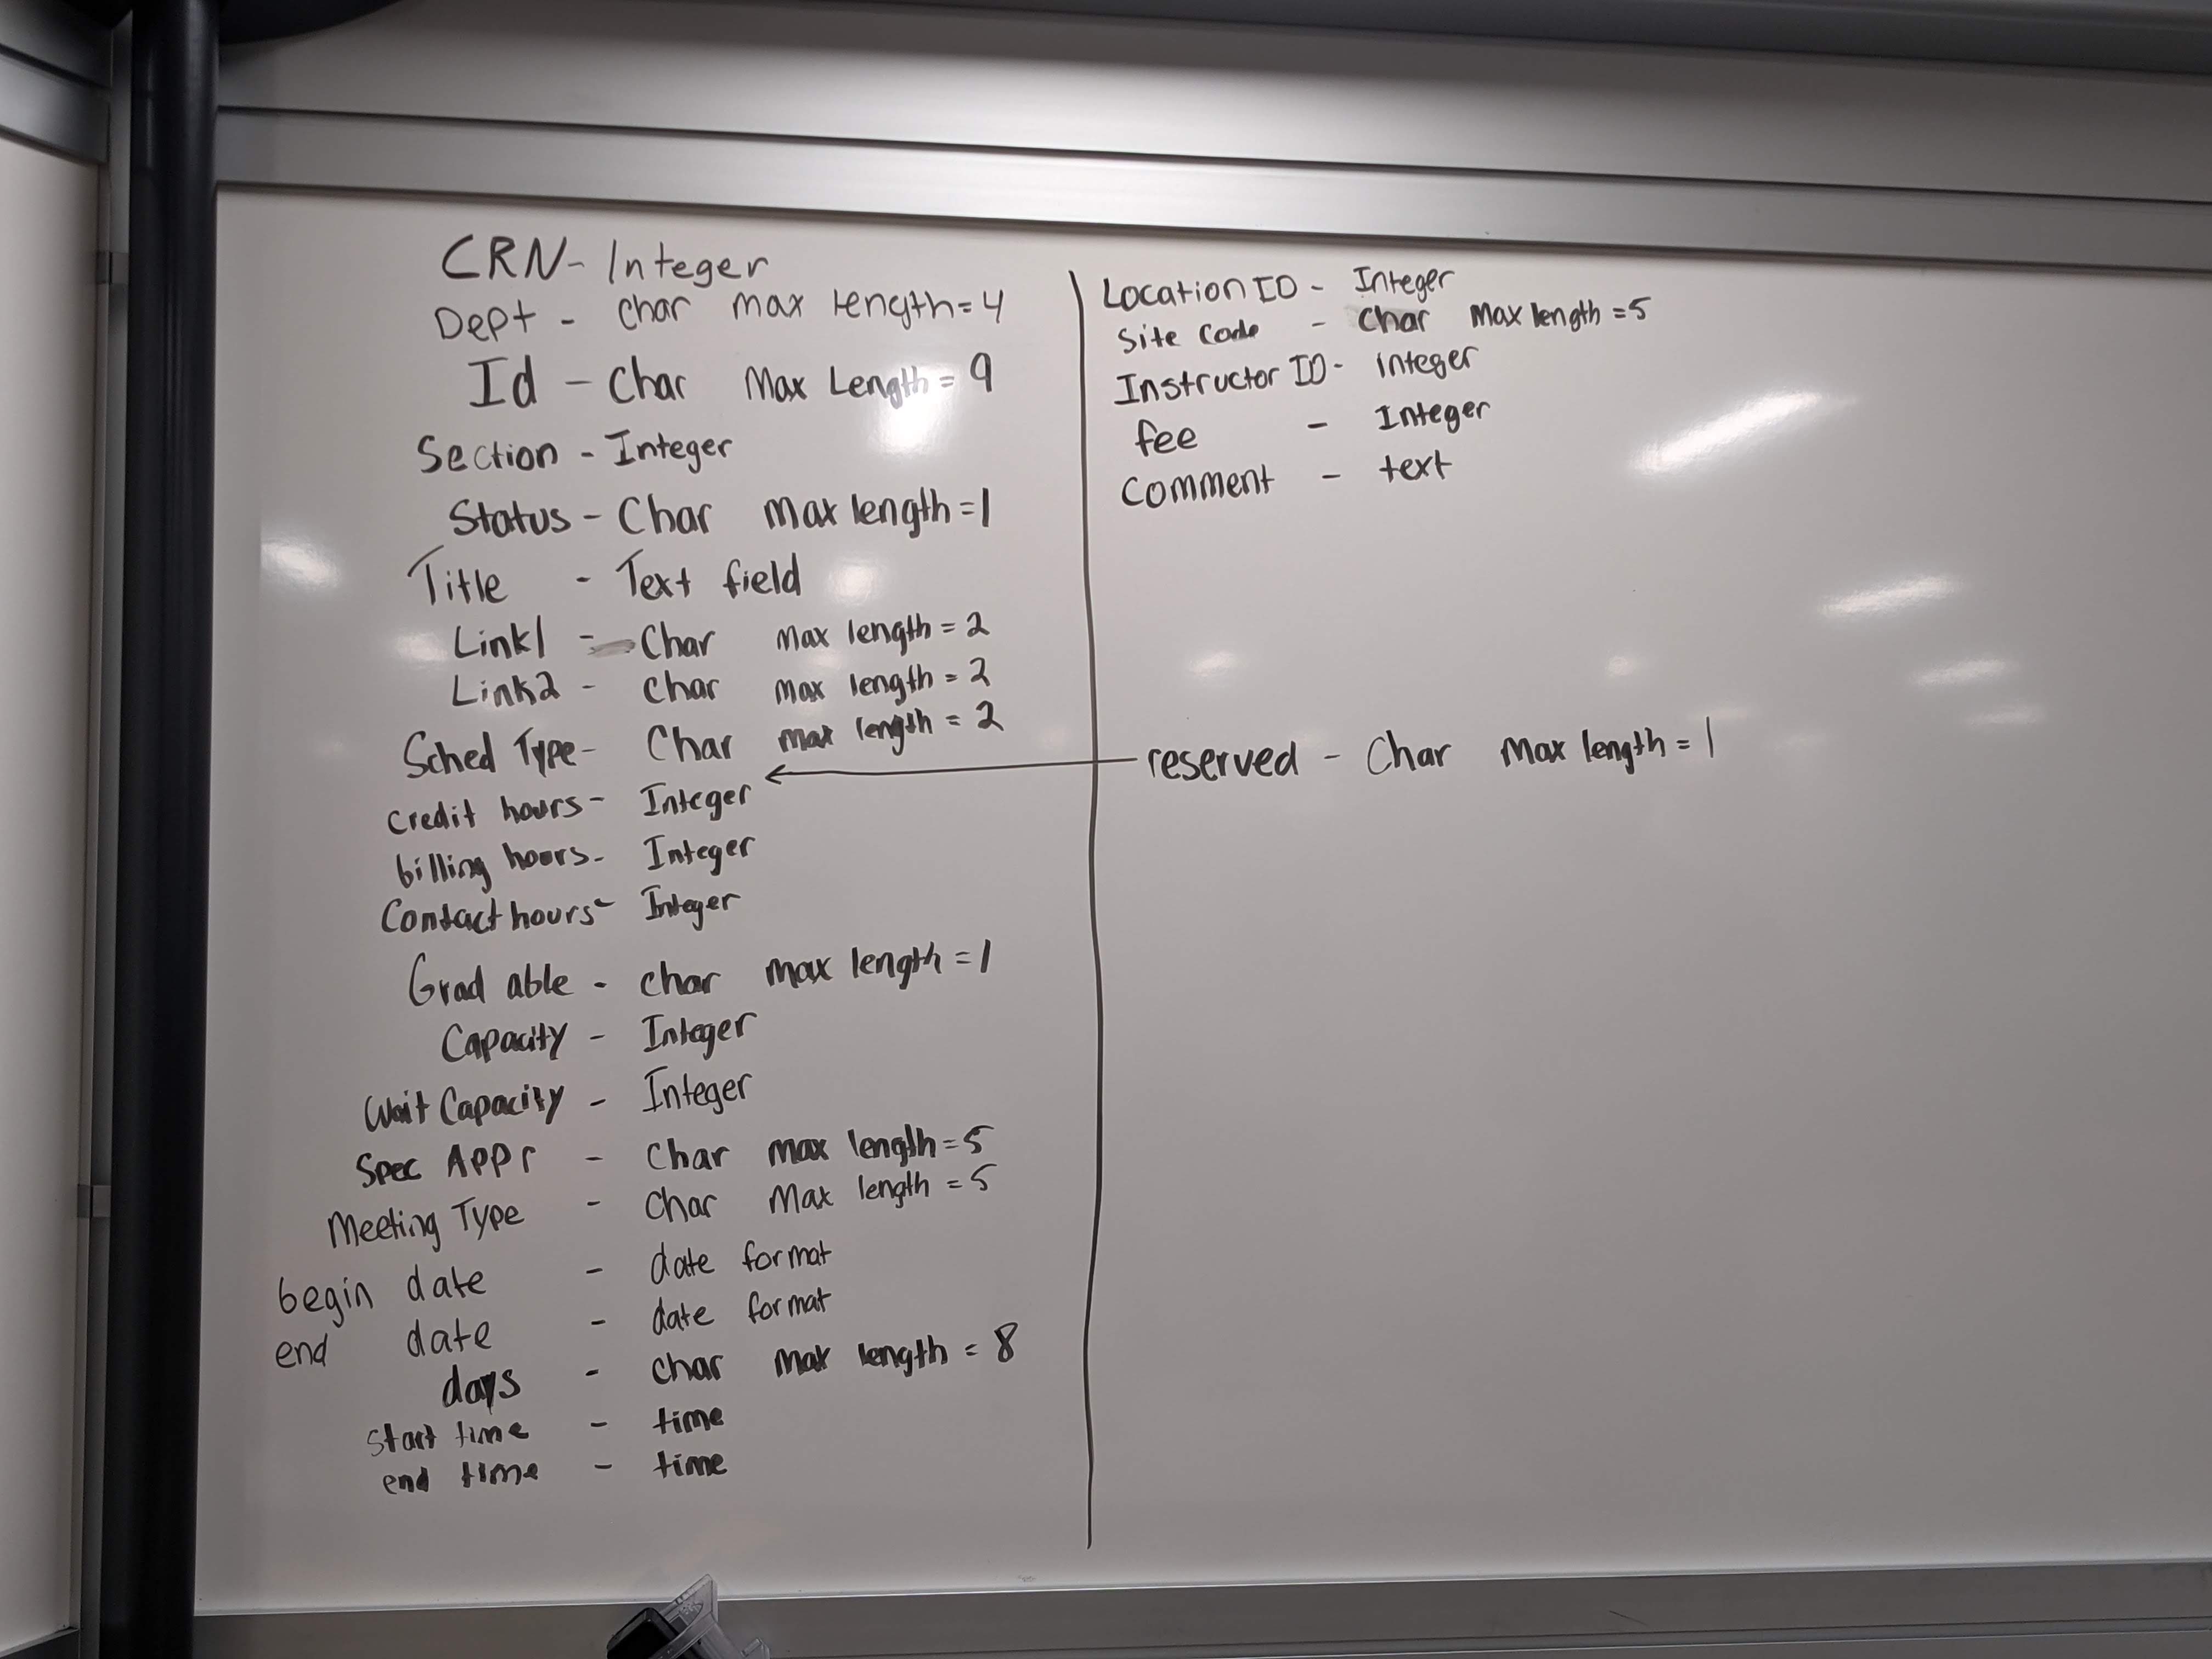 CRN - Integer
Dept - char max length = 4
Id - Char Max Length = 9
Section - Integer
Status - Char Max length = 1
Title - Text field
Link1 - Char Max length = 2
Link2 - Char Max length = 2
Sched Type - Char max length = 2
credit hours - Integer
billing hours - Integer
Contact hours - Integer
Grad able - char max length = 1
Capacity - Integer
Wait Capacity - Integer
Spec Appr - Char max length = 5
Meeting Type - Char Max length = 5
begin date - date format
end date - date format
days - char max length = 8
start time - time
end time - time
Location ID - Integer
Site Code - Char Max length = 5
Instructor ID - integer
fee - Integer
Comment - text
reserved - Char Max length = 1